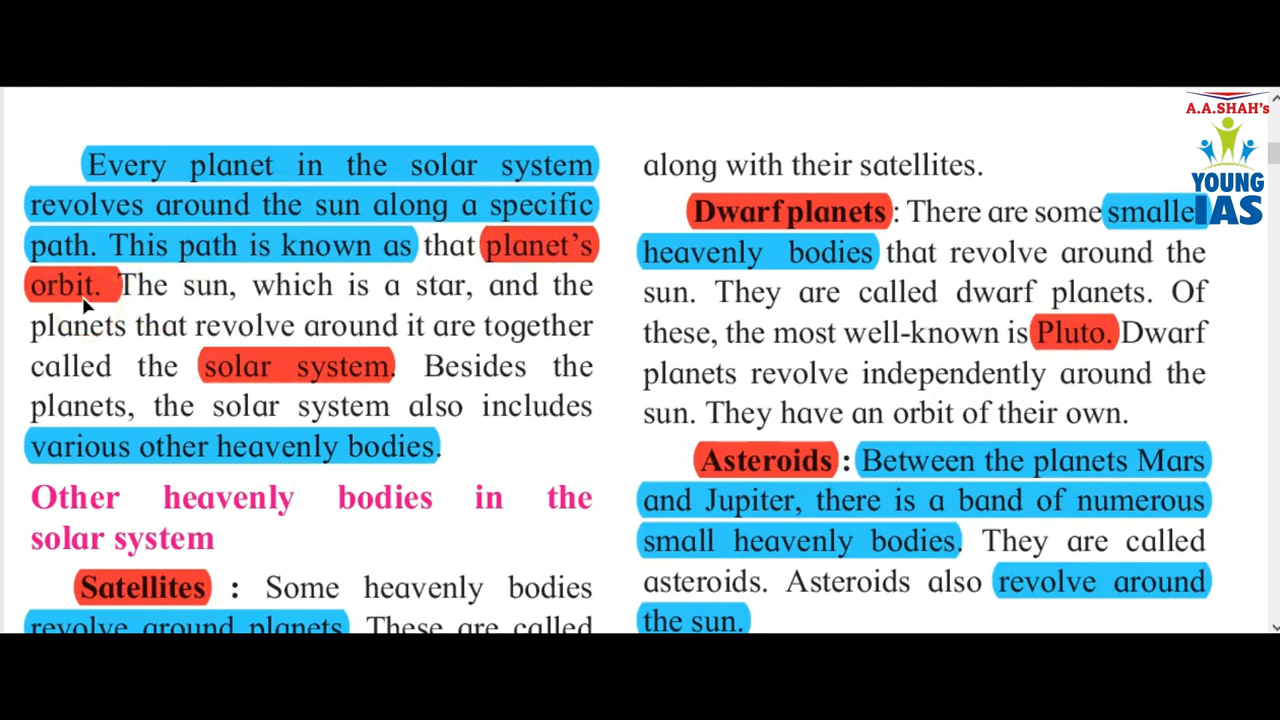 Every planet in the solar system
revolves around the sun along a specific
path. This path is known as that planet's
orbit. The sun, which is a star, and the
planets that revolve around it are together
called the solar system. Besides the
planets, the solar system also includes
various other heavenly bodies.
Other heavenly bodies in the
solar system
Satellites : Some heavenly bodies
revolve around planets. These are called
along with their satellites.
Dwarf planets : There are some smalle
heavenly bodies that revolve around the
sun. They are called dwarf planets. Of
these, the most well-known is Pluto. Dwarf
planets revolve independently around the
sun. They have an orbit of their own.
Asteroids : Between the planets Mars
and Jupiter, there is a band of numerous
small heavenly bodies. They are called
asteroids. Asteroids also revolve around
the sun.
A.A.SHAH's
YOUNG
IAS